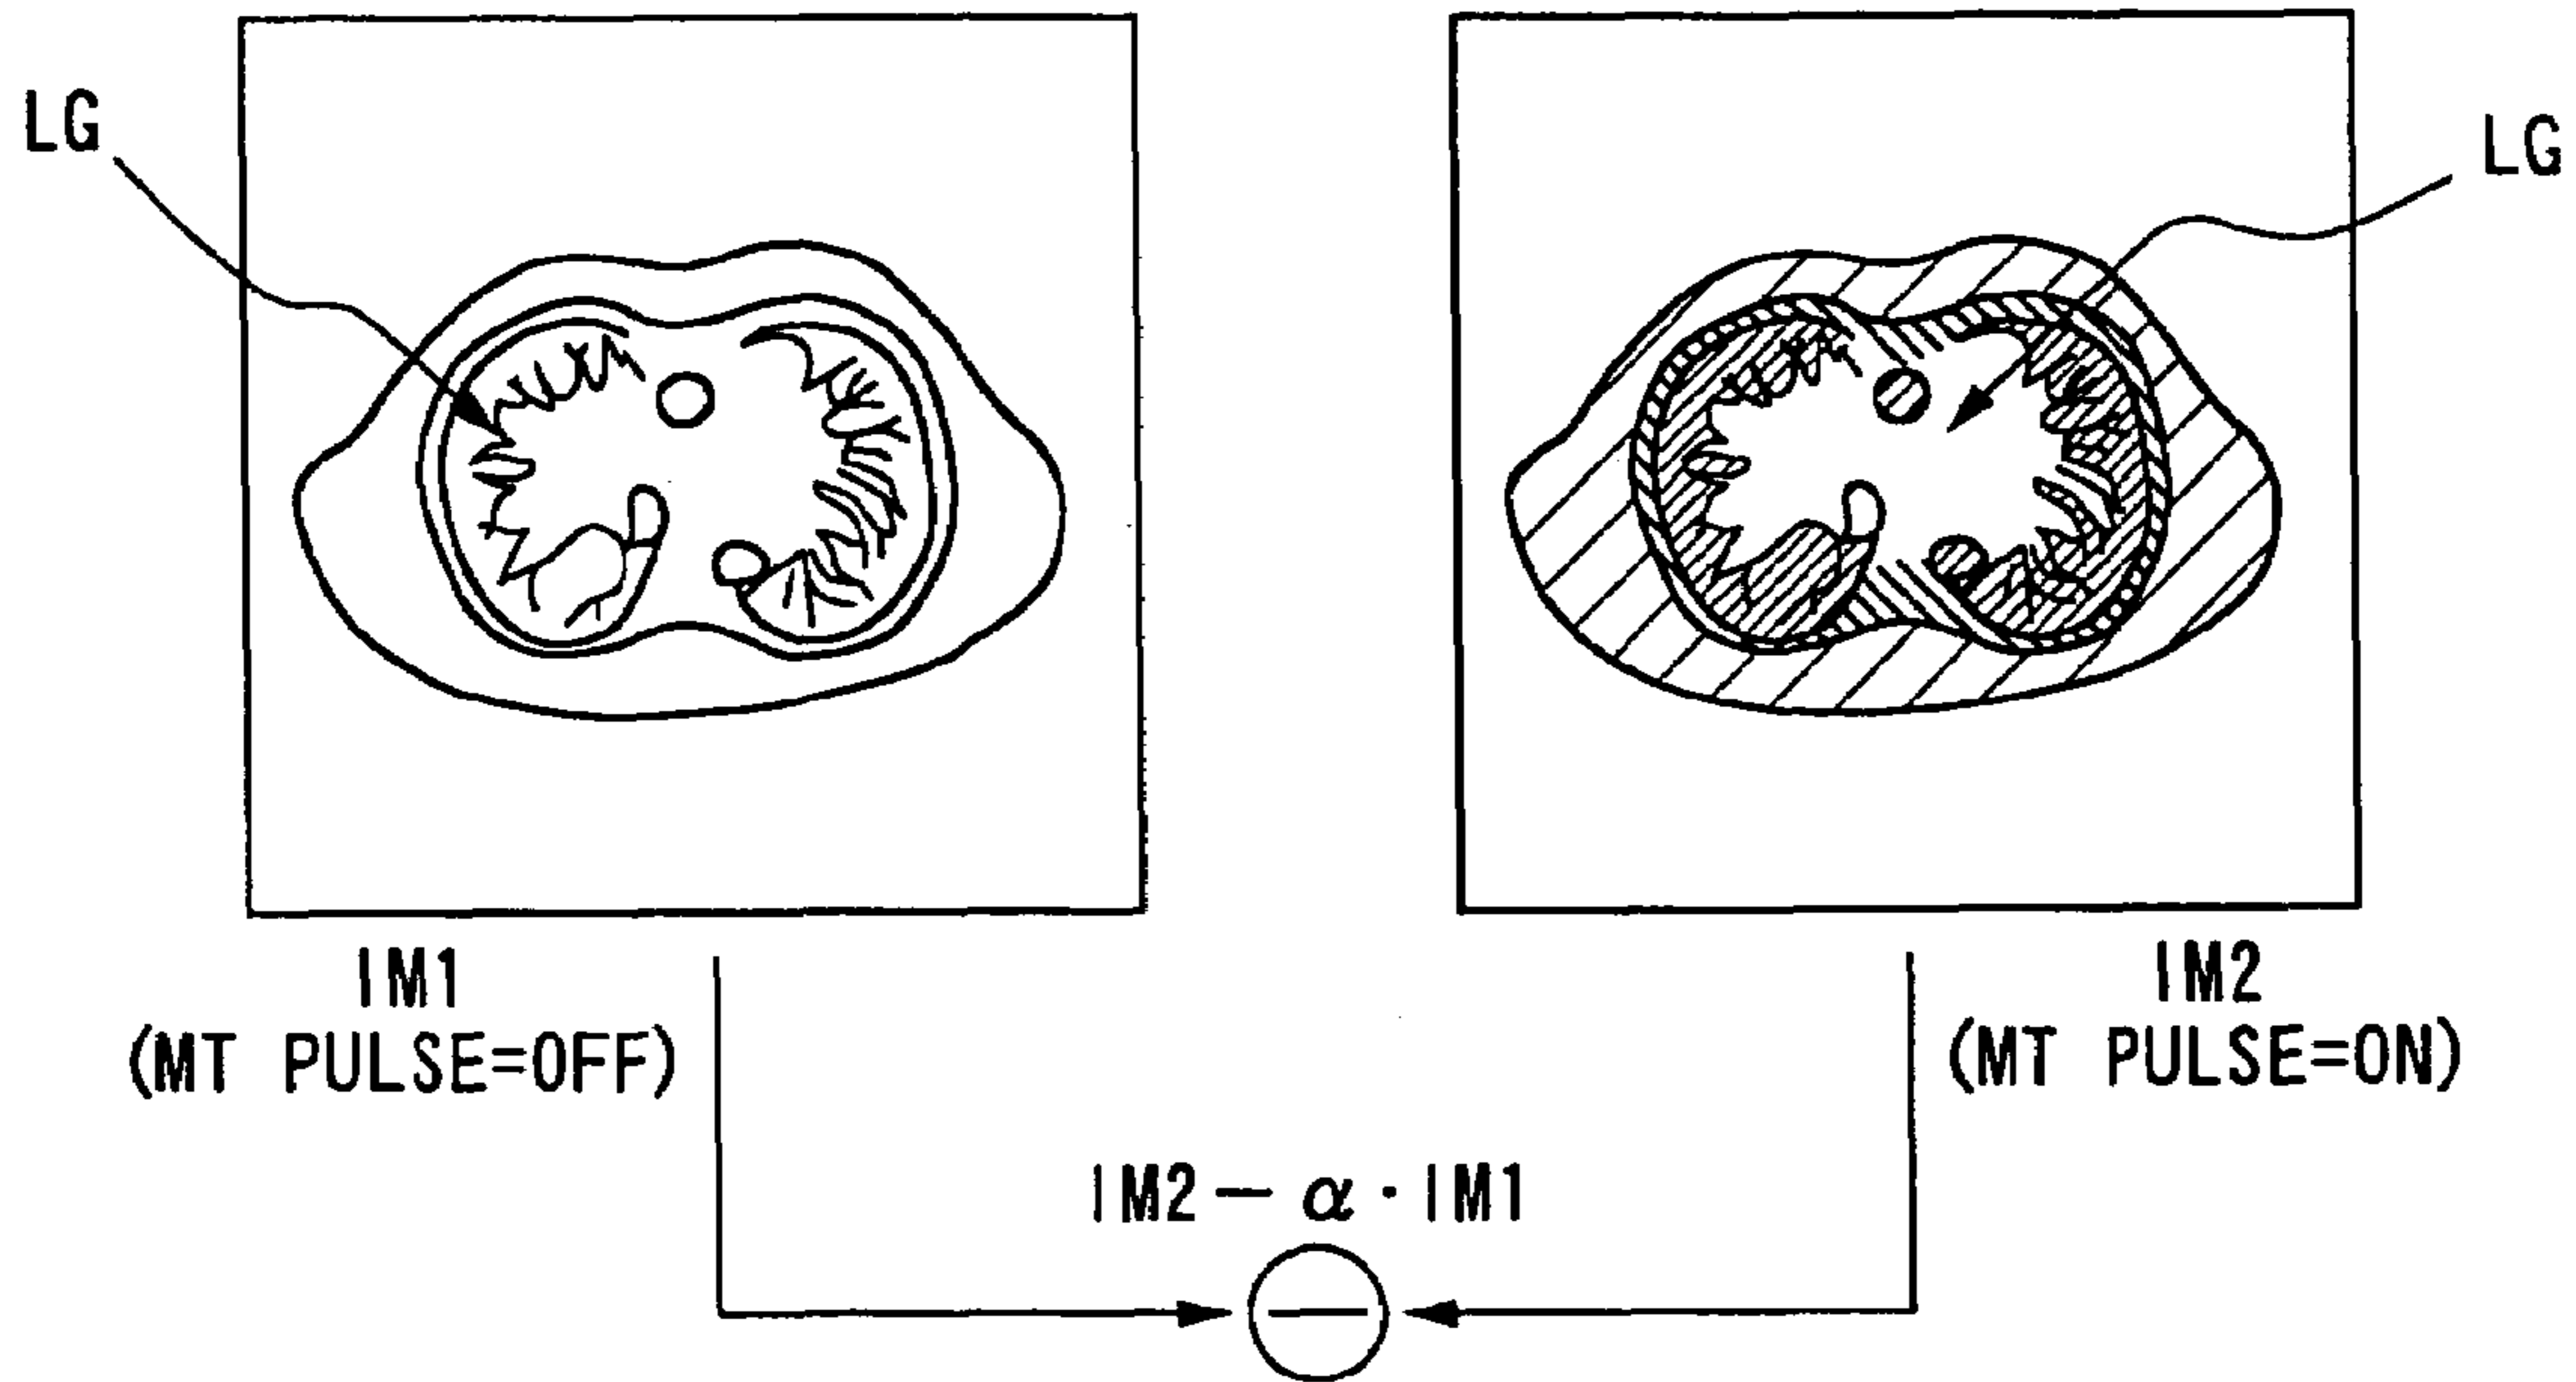 LG
LG
IM1
(MT PULSE=OFF)
IM2
(MT PULSE=ON)
IM2－α・IM1